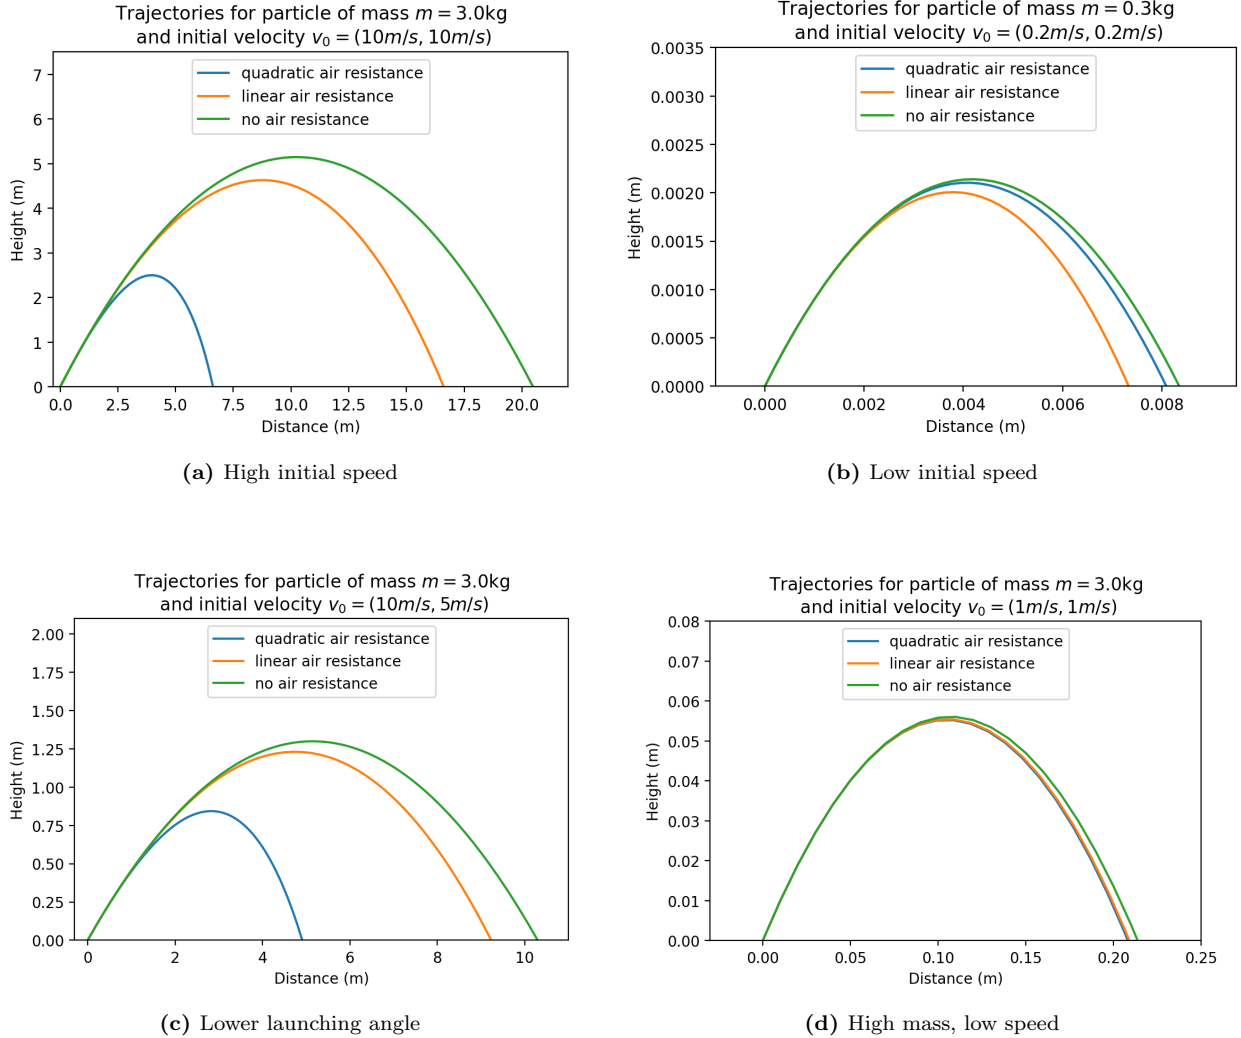 Trajectories for particle of mass m = 3.0kg
and initial velocity v₀ = (10m/s, 10m/s)
quadratic air resistance
linear air resistance
no air resistance
7
6
5
4
3
2
1
0
Height (m)
0.0 2.5 5.0 7.5 10.0 12.5 15.0 17.5 20.0
Distance (m)
(a) High initial speed
Trajectories for particle of mass m = 0.3kg
and initial velocity v₀ = (0.2m/s, 0.2m/s)
quadratic air resistance
linear air resistance
no air resistance
0.0035
0.0030
0.0025
0.0020
0.0015
0.0010
0.0005
0.0000
Height (m)
0.000 0.002 0.004 0.006 0.008
Distance (m)
(b) Low initial speed
Trajectories for particle of mass m = 3.0kg
and initial velocity v₀ = (10m/s, 5m/s)
quadratic air resistance
linear air resistance
no air resistance
2.00
1.75
1.50
1.25
1.00
0.75
0.50
0.25
0.00
Height (m)
0 2 4 6 8 10
Distance (m)
(c) Lower launching angle
Trajectories for particle of mass m = 3.0kg
and initial velocity v₀ = (1m/s, 1m/s)
quadratic air resistance
linear air resistance
no air resistance
0.08
0.07
0.06
0.05
0.04
0.03
0.02
0.01
0.00
Height (m)
0.00 0.05 0.10 0.15 0.20 0.25
Distance (m)
(d) High mass, low speed